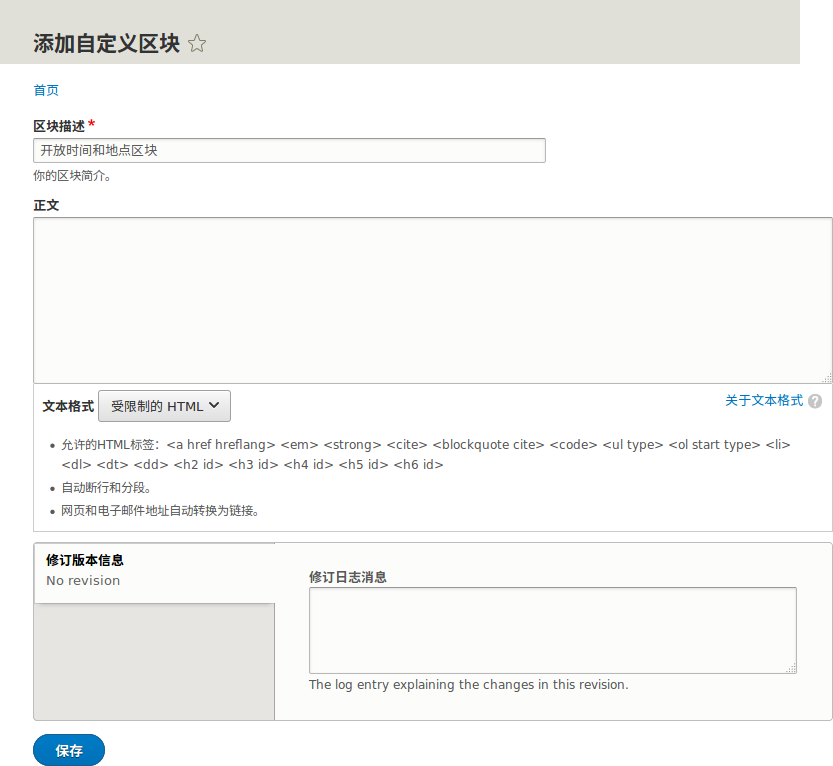 添加自定义区块
首页
区块描述*
开放时间和地点区块
你的区块简介。
正文
文本格式 受限制的 HTML 关于文本格式 ?
允许的HTML标签：<a href hreflang> <em> <strong> <cite> <blockquote cite> <code> <ul type> <ol start type> <li>
<dl> <dt> <dd> <h2 id> <h3 id> <h4 id> <h5 id> <h6 id>
自动断行和分段。
网页和电子邮件地址自动转换为链接。
修订版本信息
No revision
修订日志消息
The log entry explaining the changes in this revision.
保存